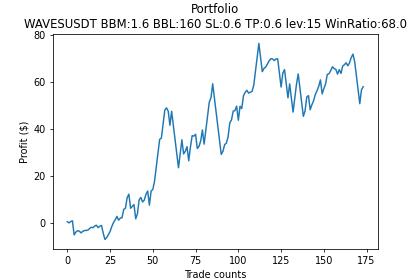 Portfolio
WAVESUSDT BBM:1.6 BBL:160 SL:0.6 TP:0.6 lev:15 WinRatio:68.0
80
60
40
20
0
Profit ($)
0 25 50 75 100 125 150 175
Trade counts